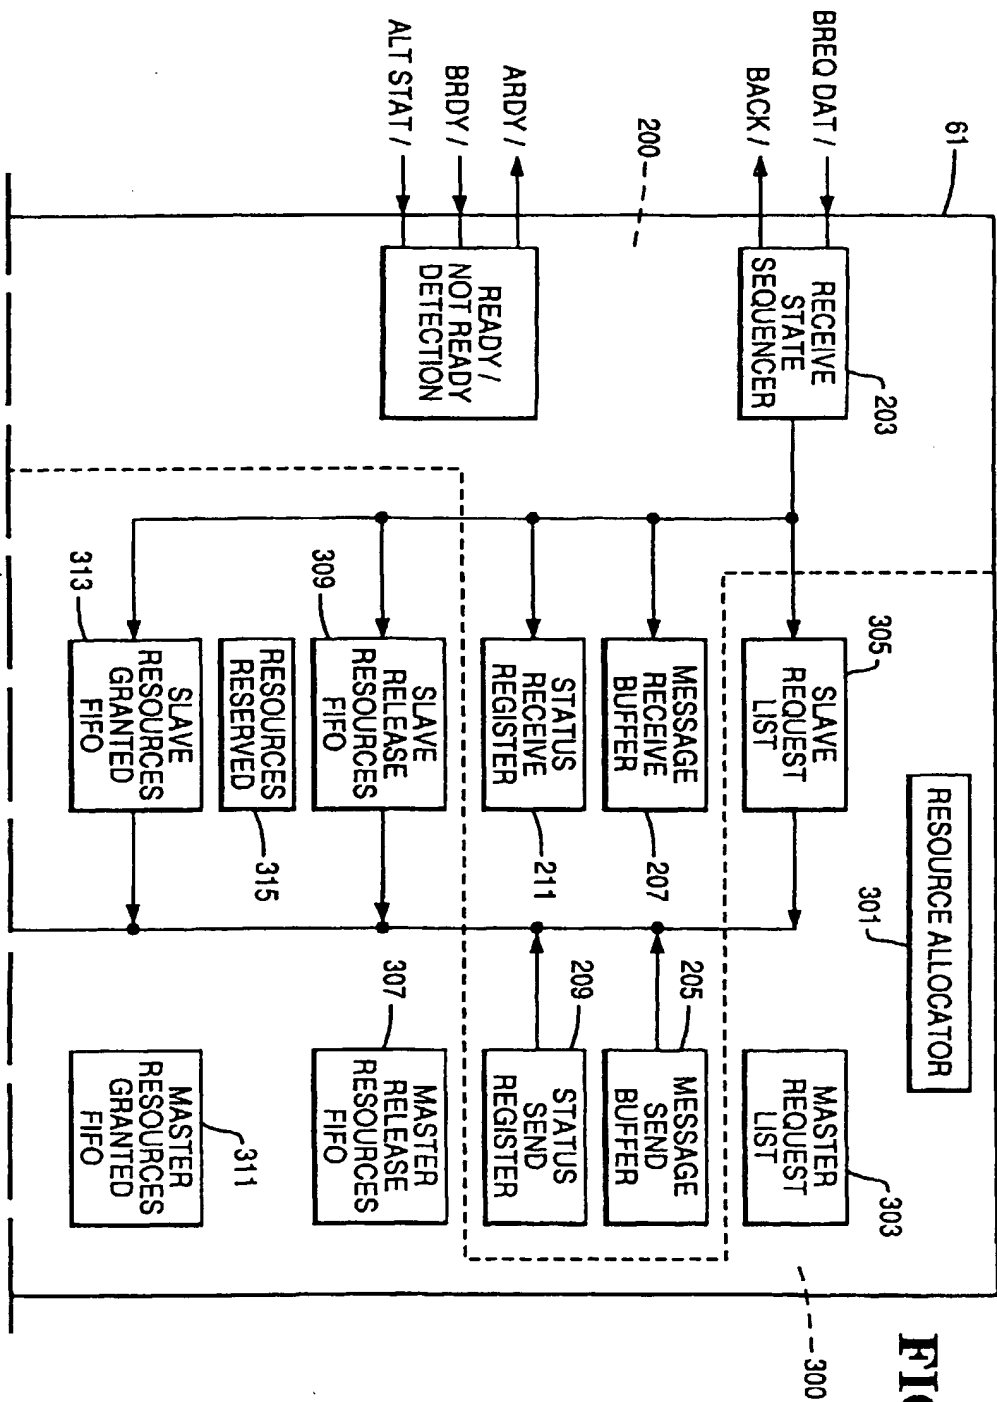 FIG
61
300
RESOURCE ALLOCATOR
301
BREQ DAT /
BACK /
RECEIVE
STATE
SEQUENCER
203
305
SLAVE
REQUEST
LIST
MASTER
REQUEST
LIST
303
200
MESSAGE
RECEIVE
BUFFER
207
205
MESSAGE
SEND
BUFFER
ARDY /
BRDY /
ALT STAT /
READY /
NOT READY
DETECTION
STATUS
RECEIVE
REGISTER
211
209
STATUS
SEND
REGISTER
309
SLAVE
RELEASE
RESOURCES
FIFO
307
MASTER
RELEASE
RESOURCES
FIFO
RESOURCES
RESERVED
315
313
SLAVE
RESOURCES
GRANTED
FIFO
MASTER
RESOURCES
GRANTED
FIFO
311